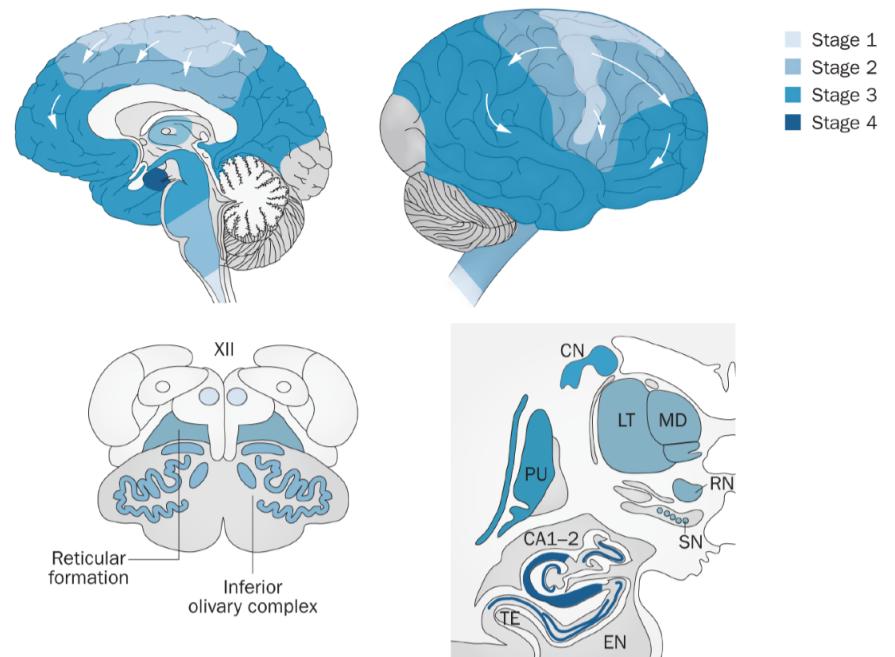 Stage 1
Stage 2
Stage 3
Stage 4
XII
Reticular
formation
Inferior
olivary complex
CN
LT
MD
PU
RN
SN
CA1–2
TE
EN